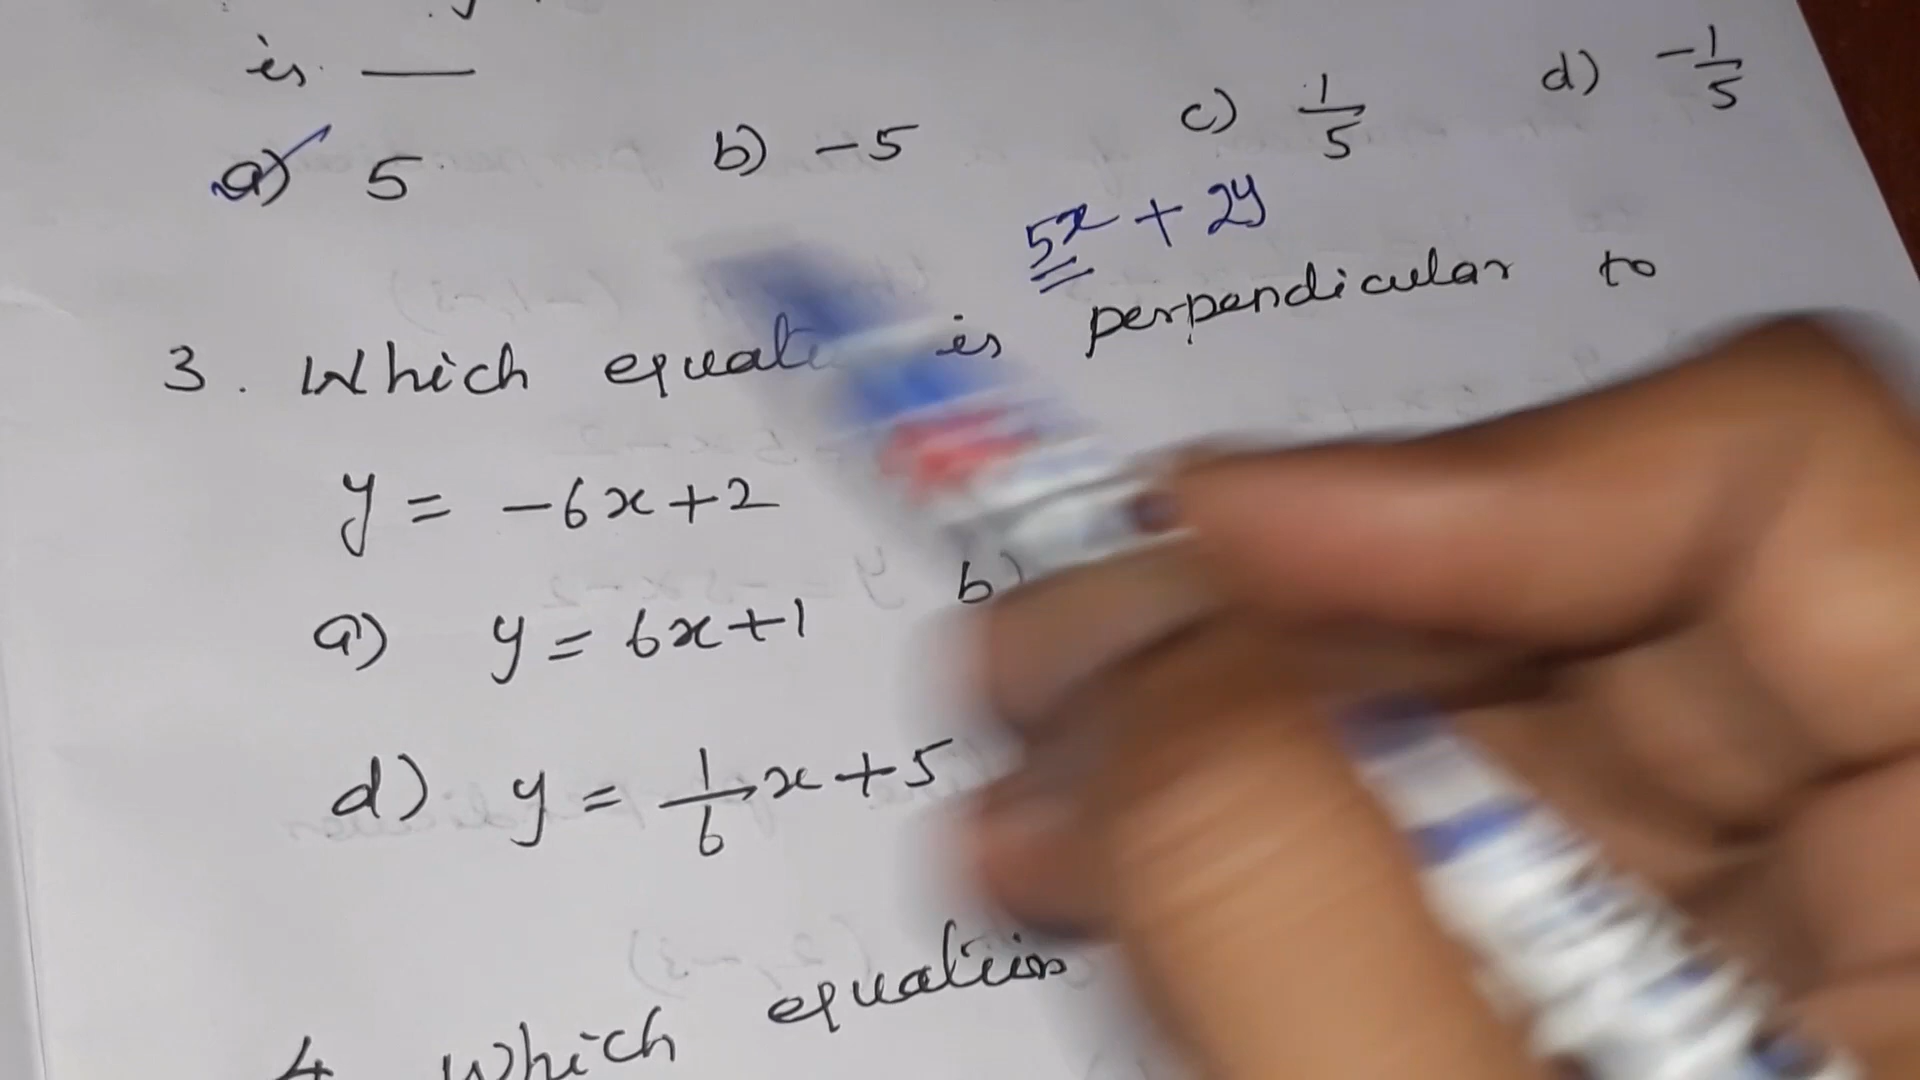 is ___
a) 5 b) -5 c) 1/5 d) -1/5
5x + 2y
3. Which is perpendicular to
y = -6x+2
a) y = 6x+1 b)
d) y = 1/6 x+5
4 Which equation